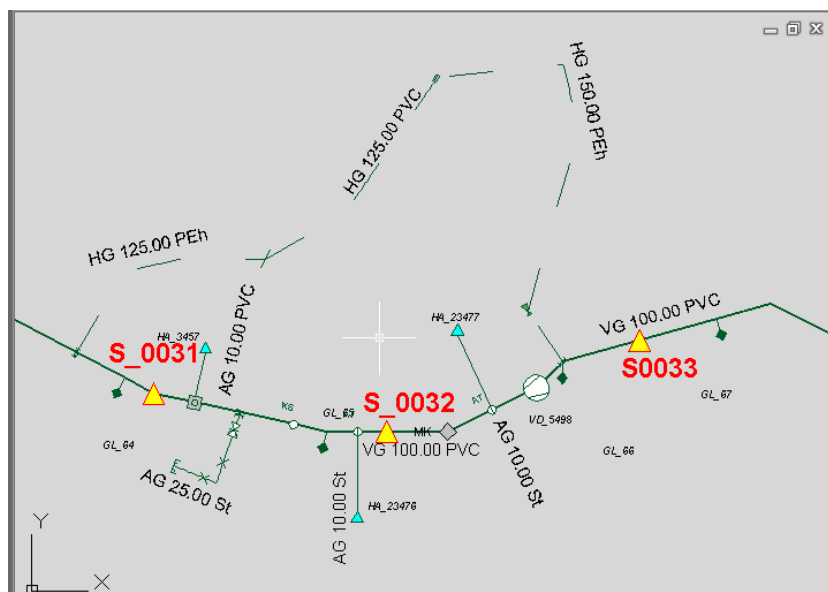 HG 125.00 PVC
HG 150.00 PEh
HG 125.00 PEh
HA_3457
AG 10.00 PVC
HA_23477
VG 100.00 PVC
S_0031
S0033
KS
GL_65
S_0032
AT
GL_67
VD_5498
GL_64
MK
VG 100.00 PVC
GL_66
AG 25.00 St
AG 10.00 St
HA_23476
AG 10.00 St
Y
X